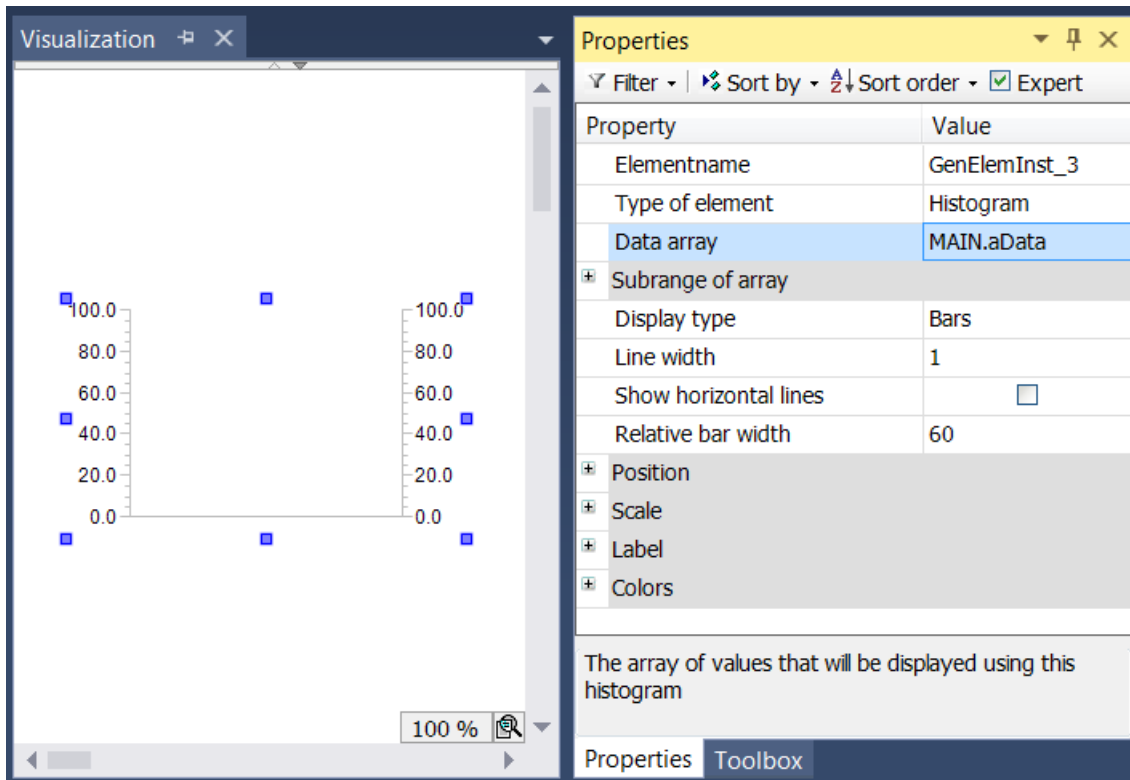 Visualization
100.0 100.0
80.0 80.0
60.0 60.0
40.0 40.0
20.0 20.0
0.0 0.0
100 %
Properties
Filter Sort by Sort order Expert
Property Value
Elementname GenElemInst_3
Type of element Histogram
Data array MAIN.aData
Subrange of array
Display type Bars
Line width 1
Show horizontal lines
Relative bar width 60
Position
Scale
Label
Colors
The array of values that will be displayed using this
histogram
Properties Toolbox